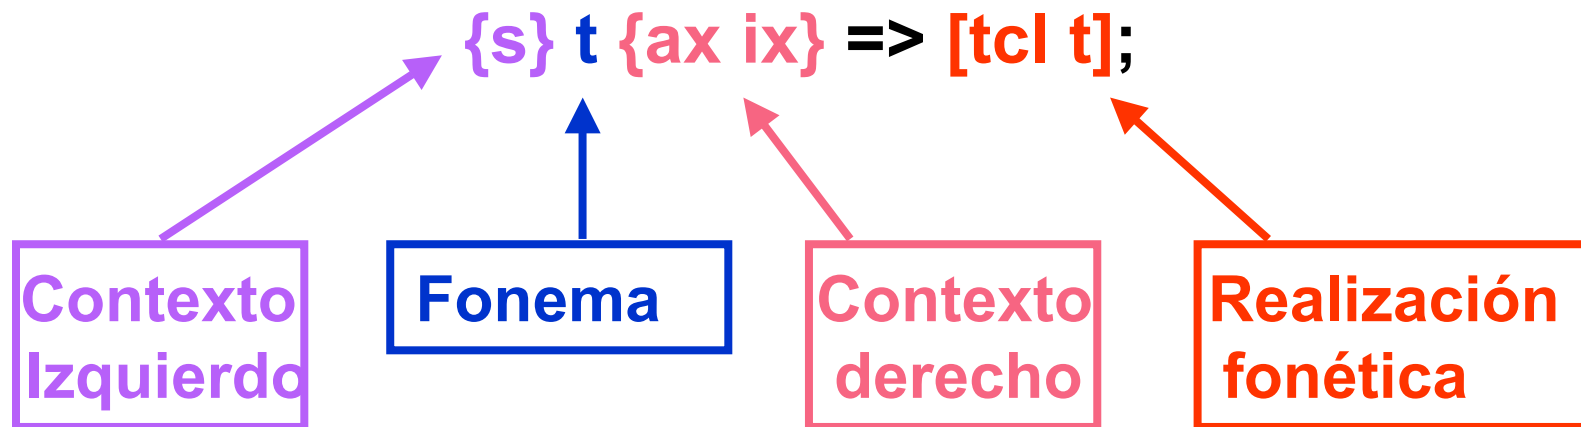 {s} t {ax ix} => [tcl t];
Contexto
Izquierdo
Fonema
Contexto
derecho
Realización
fonética